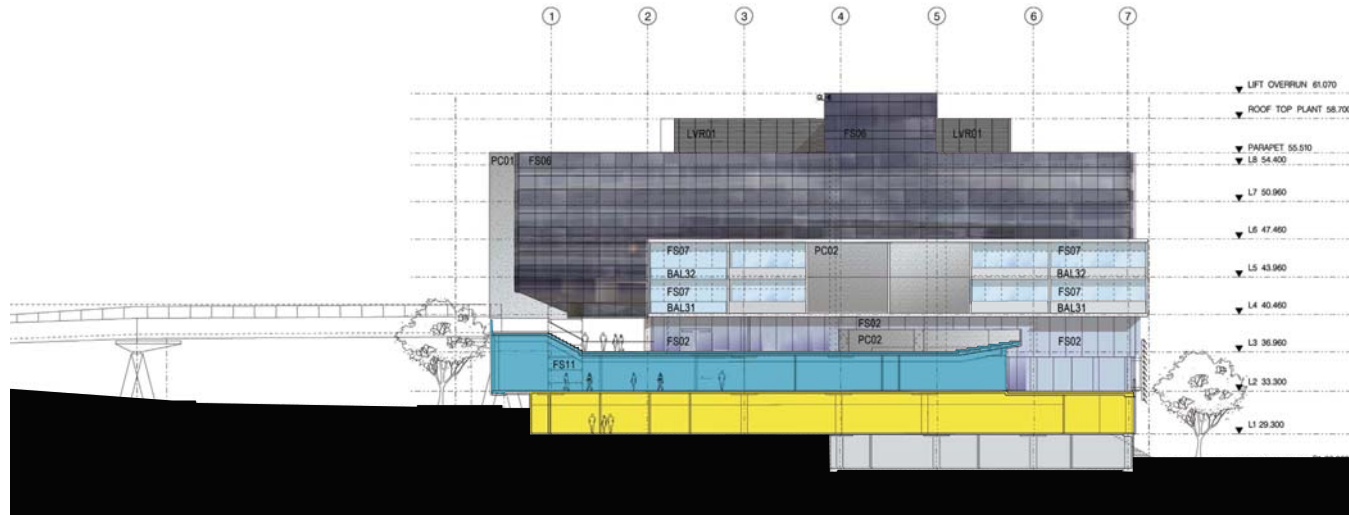 1 2 3 4 5 6 7
LIFT OVERRUN 61.070
ROOF TOP PLANT 58.700
LVR01 FS06 LVR01
PARAPET 55.510
PC01 FS06
L8 54.400
L7 50.960
L6 47.460
FS07 PC02 FS07
BAL32 BAL32
L5 43.960
FS07 FS07
BAL31 BAL31
L4 40.460
FS02
FS02 PC02 FS02
L3 36.960
FS11
L2 33.300
L1 29.300